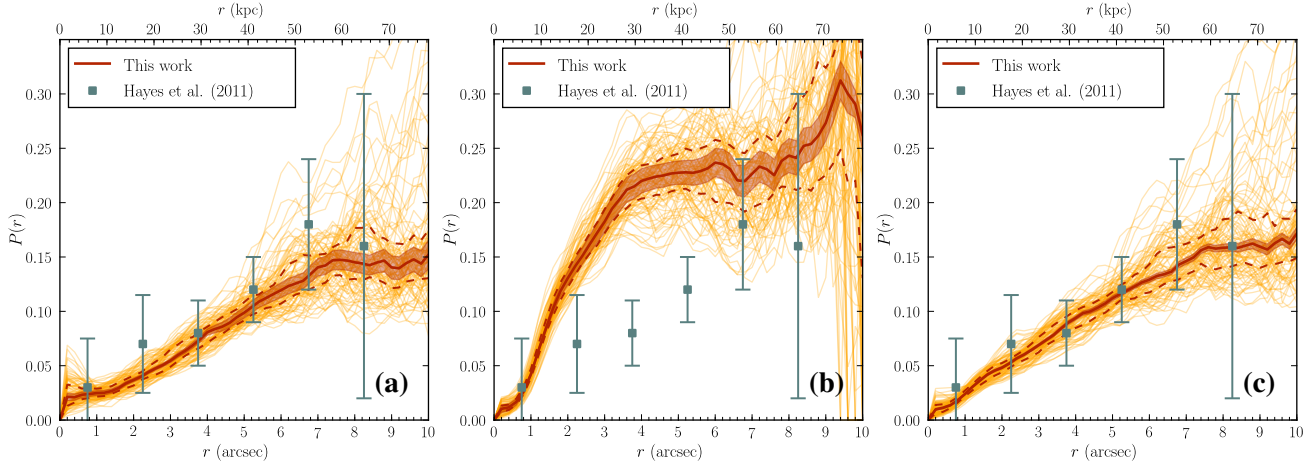 r (kpc)
0 10 20 30 40 50 60 70
This work
Hayes et al. (2011)
P(r)
0.30
0.25
0.20
0.15
0.10
0.05
0.00
(a)
0 1 2 3 4 5 6 7 8 9 10
r (arcsec)
r (kpc)
0 10 20 30 40 50 60 70
This work
Hayes et al. (2011)
P(r)
0.30
0.25
0.20
0.15
0.10
0.05
0.00
(b)
0 1 2 3 4 5 6 7 8 9 10
r (arcsec)
r (kpc)
0 10 20 30 40 50 60 70
This work
Hayes et al. (2011)
P(r)
0.30
0.25
0.20
0.15
0.10
0.05
0.00
(c)
0 1 2 3 4 5 6 7 8 9 10
r (arcsec)